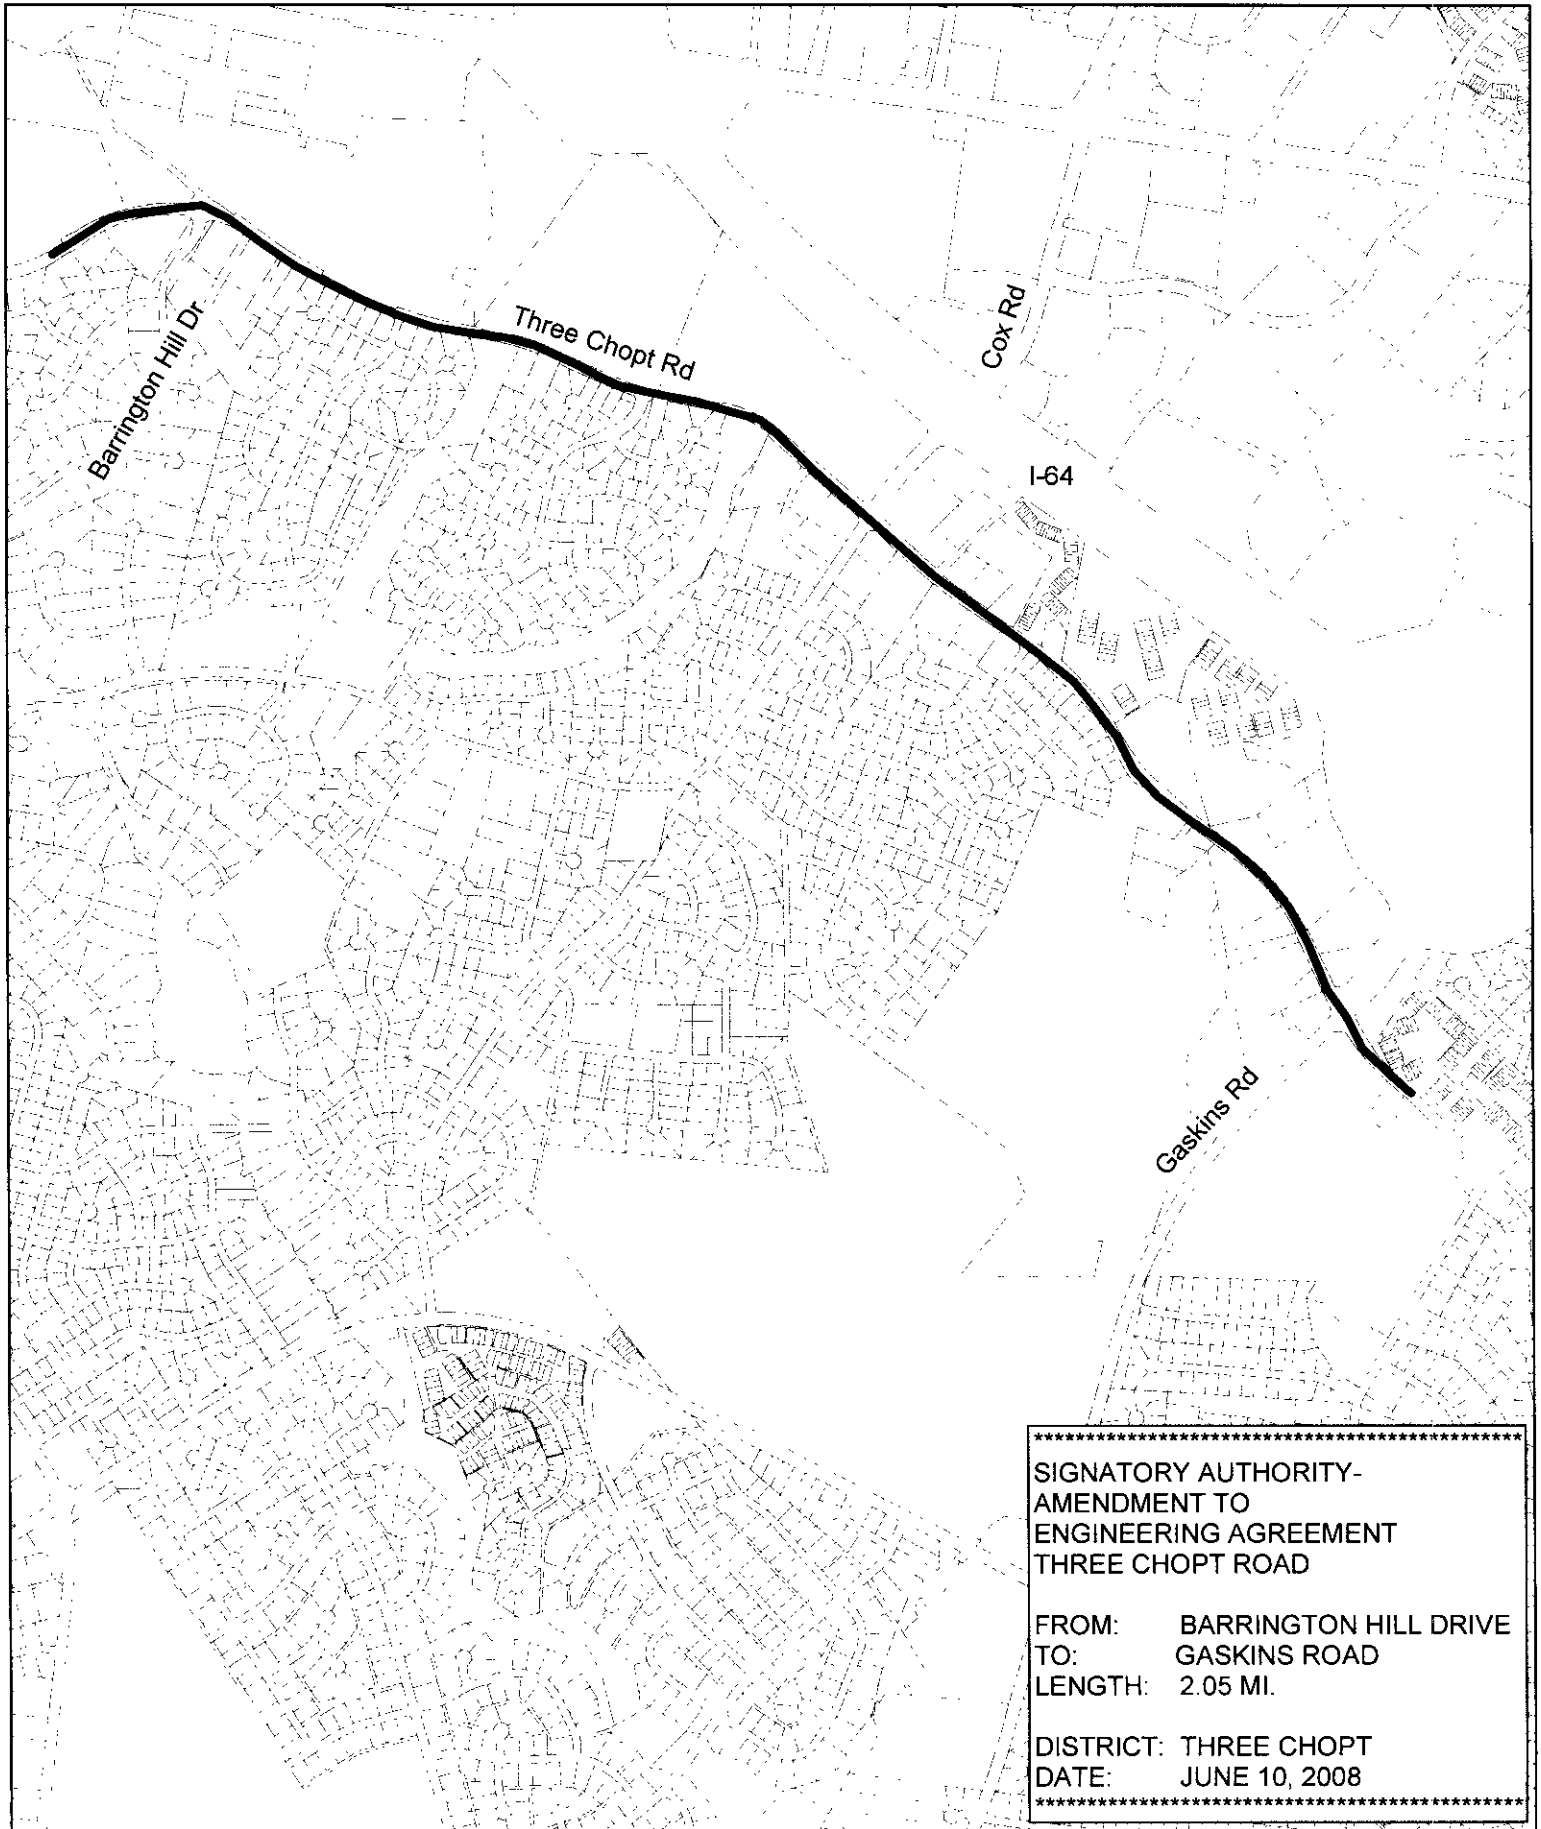 Three Chopt Rd
Barrington Hill Dr
Cox Rd
I-64
Gaskins Rd
SIGNATORY AUTHORITY-
AMENDMENT TO
ENGINEERING AGREEMENT
THREE CHOPT ROAD
FROM: BARRINGTON HILL DRIVE
TO: GASKINS ROAD
LENGTH: 2.05 MI.
DISTRICT: THREE CHOPT
DATE: JUNE 10, 2008